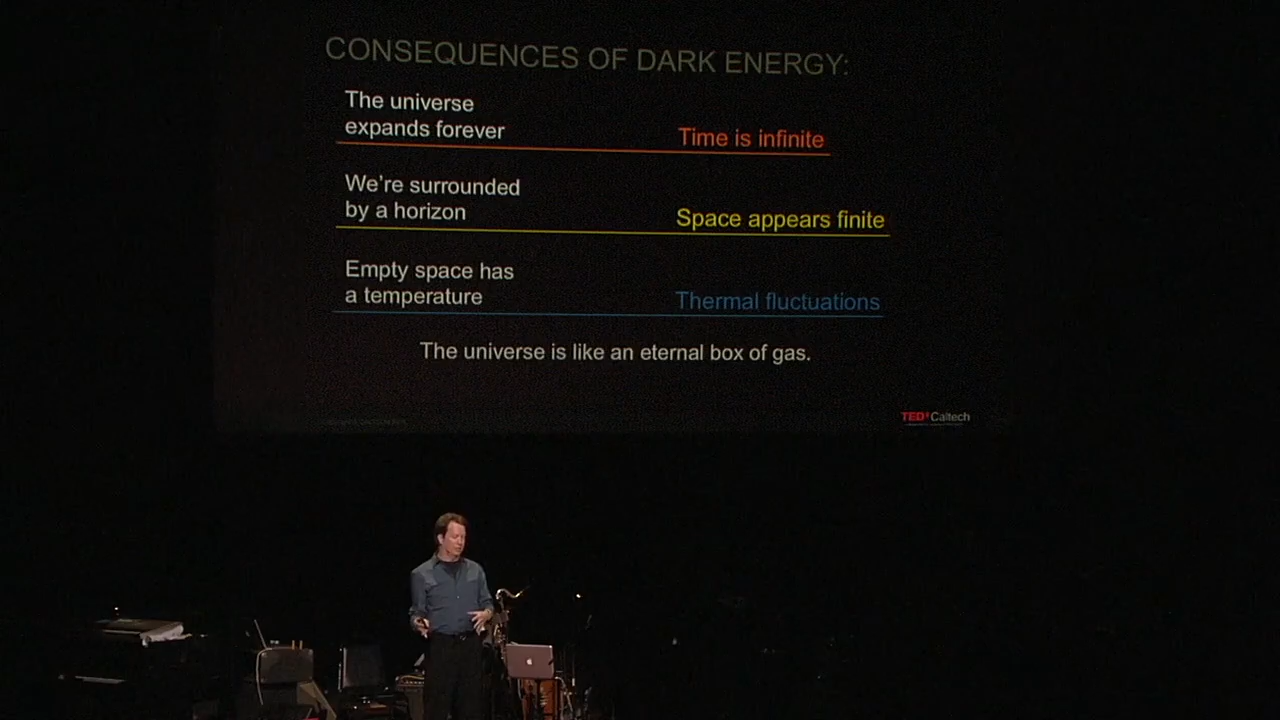 CONSEQUENCES OF DARK ENERGY:
The universe
expands forever
Time is infinite
We're surrounded
by a horizon
Space appears finite
Empty space has
a temperature
Thermal fluctuations
The universe is like an eternal box of gas.
TEDxCaltech